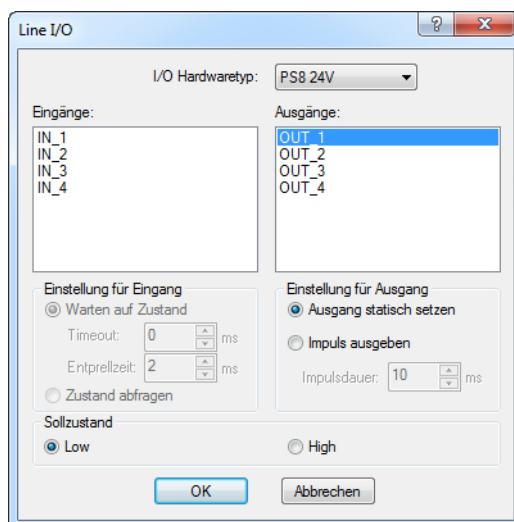 Line I/O
I/O Hardwaretyp: PS8 24V
Eingänge:
IN_1
IN_2
IN_3
IN_4
Ausgänge:
OUT_1
OUT_2
OUT_3
OUT_4
Einstellung für Eingang
Warten auf Zustand
Timeout: 0 ms
Entprellzeit: 2 ms
Zustand abfragen
Einstellung für Ausgang
Ausgang statisch setzen
Impuls ausgeben
Impulsdauer: 10 ms
Sollzustand
Low
High
OK
Abbrechen